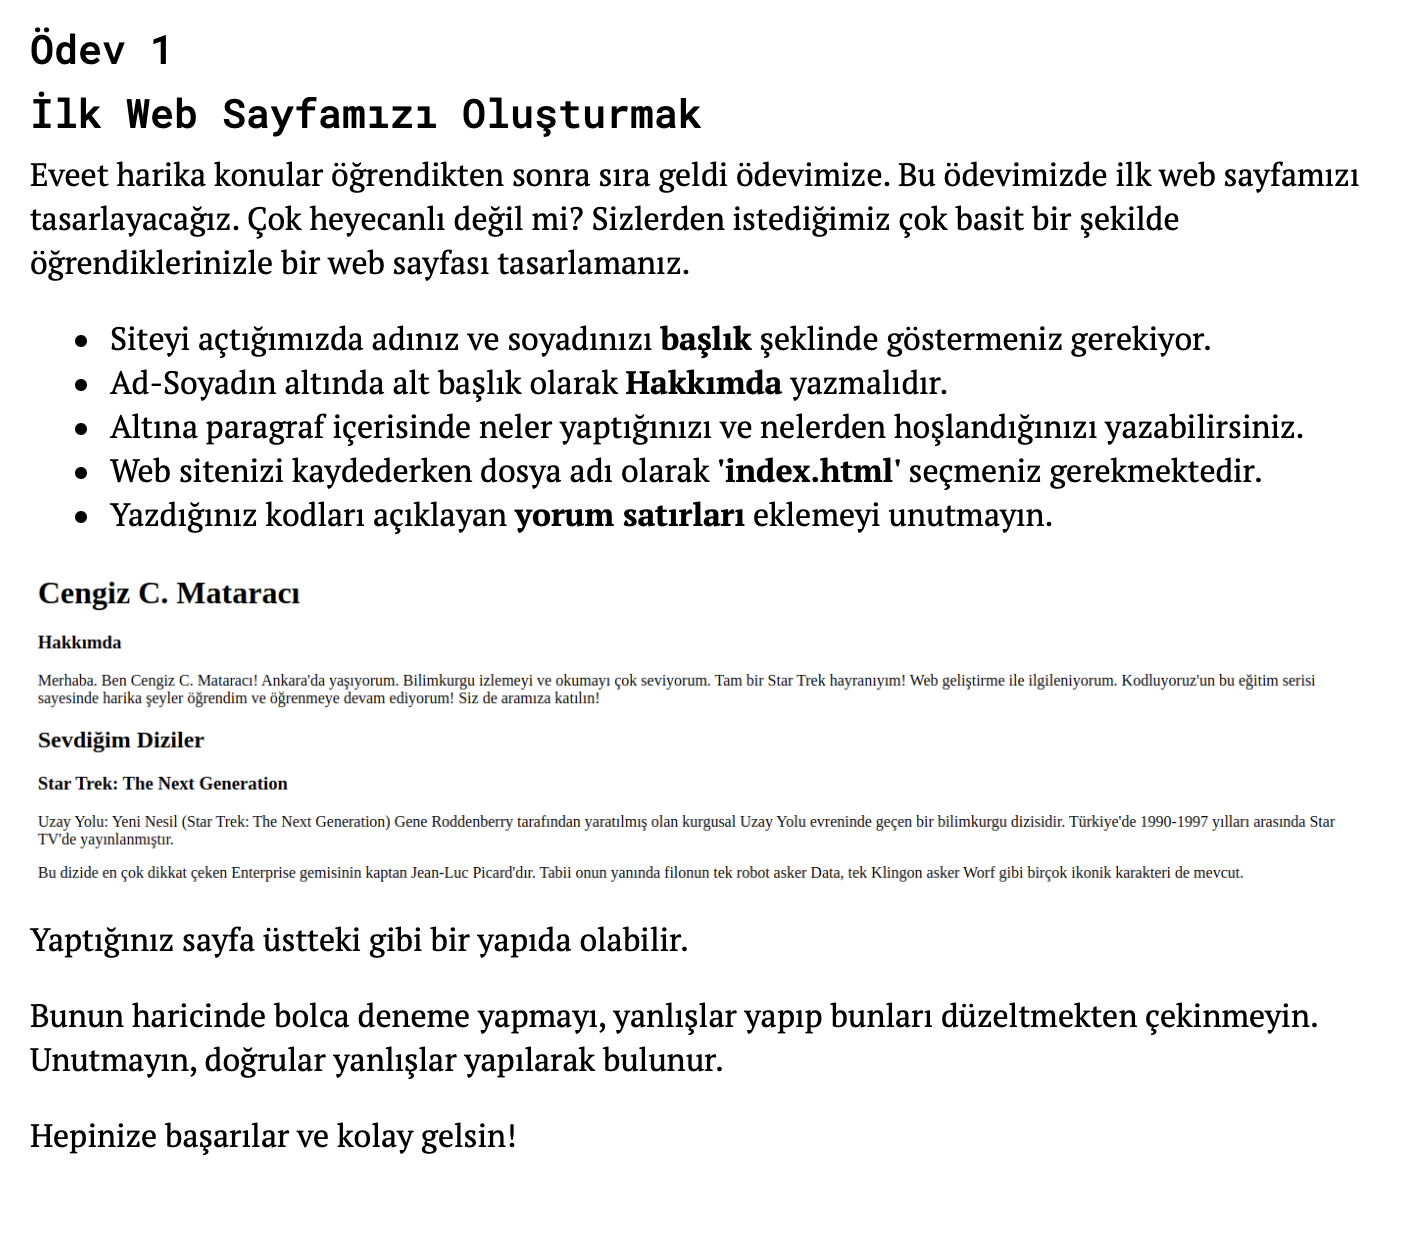 Ödev 1
İlk Web Sayfamızı Oluşturmak
Eveet harika konular öğrendikten sonra sıra geldi ödevimize. Bu ödevimizde ilk web sayfamızı
tasarlayacağız. Çok heyecanlı değil mi? Sizlerden istediğimiz çok basit bir şekilde
öğrendiklerinizle bir web sayfası tasarlamanız.
• Siteyi açtığımızda adınız ve soyadınızı başlık şeklinde göstermeniz gerekiyor.
• Ad-Soyadın altında alt başlık olarak Hakkımda yazmalıdır.
• Altına paragraf içerisinde neler yaptığınızı ve nelerden hoşlandığınızı yazabilirsiniz.
• Web sitenizi kaydederken dosya adı olarak 'index.html' seçmeniz gerekmektedir.
• Yazdığınız kodları açıklayan yorum satırları eklemeyi unutmayın.
Cengiz C. Mataracı
Hakkımda
Merhaba. Ben Cengiz C. Mataracı! Ankara'da yaşıyorum. Bilimkurgu izlemeyi ve okumayı çok seviyorum. Tam bir Star Trek hayranıyım! Web geliştirme ile ilgileniyorum. Kodluyoruz'un bu eğitim serisi
sayesinde harika şeyler öğrendim ve öğrenmeye devam ediyorum! Siz de aramıza katılın!
Sevdiğim Diziler
Star Trek: The Next Generation
Uzay Yolu: Yeni Nesil (Star Trek: The Next Generation) Gene Roddenberry tarafından yaratılmış olan kurgusal Uzay Yolu evreninde geçen bir bilimkurgu dizisidir. Türkiye'de 1990-1997 yılları arasında Star
TV'de yayınlanmıştır.
Bu dizide en çok dikkat çeken Enterprise gemisinin kaptan Jean-Luc Picard'dır. Tabii onun yanında filonun tek robot asker Data, tek Klingon asker Worf gibi birçok ikonik karakteri de mevcut.
Yaptığınız sayfa üstteki gibi bir yapıda olabilir.
Bunun haricinde bolca deneme yapmayı, yanlışlar yapıp bunları düzeltmekten çekinmeyin.
Unutmayın, doğrular yanlışlar yapılarak bulunur.
Hepinize başarılar ve kolay gelsin!